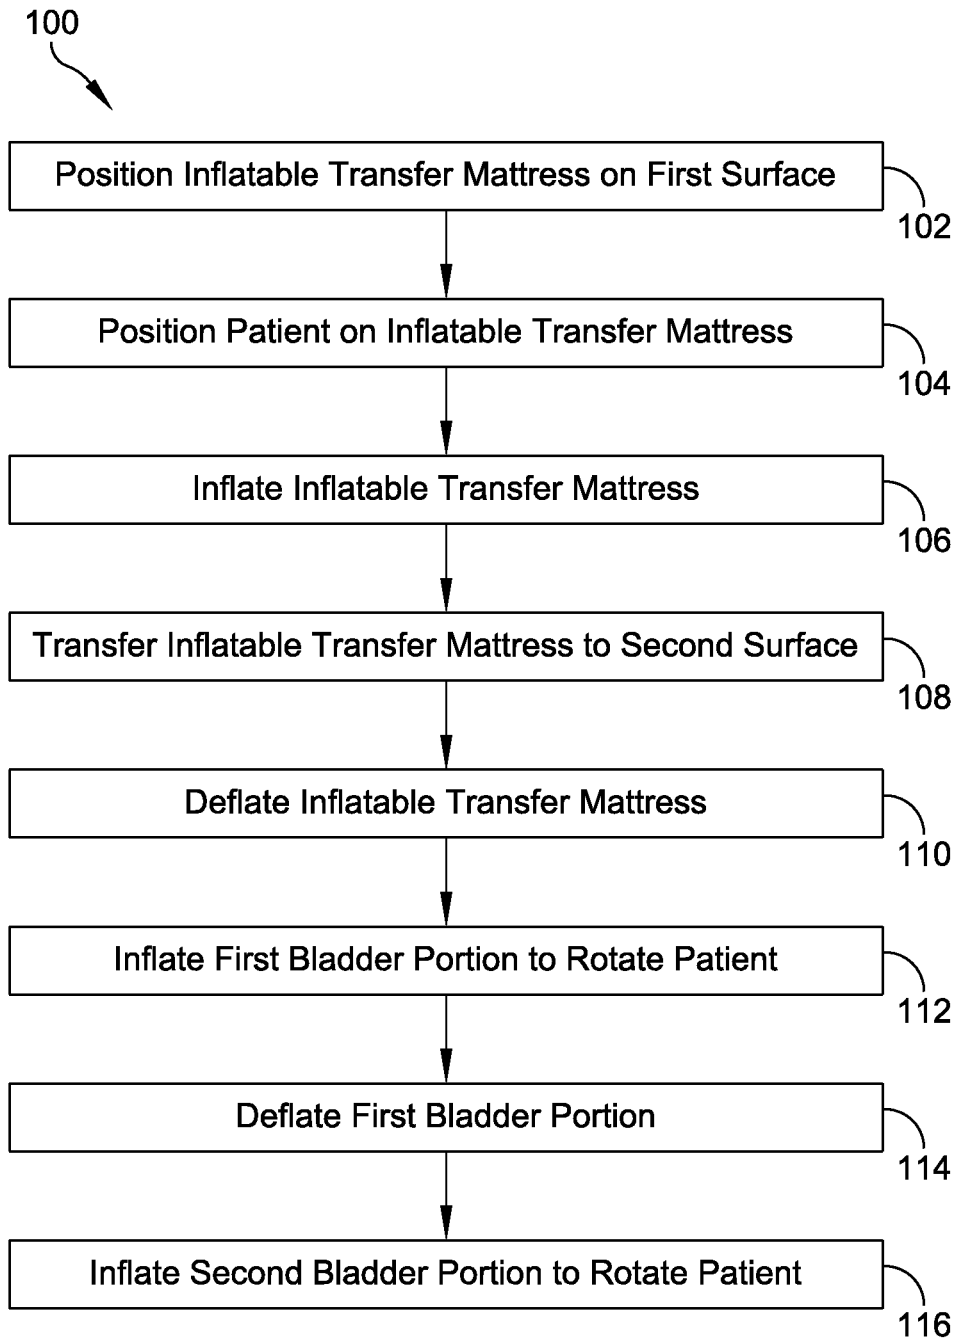 100
Position Inflatable Transfer Mattress on First Surface
102
Position Patient on Inflatable Transfer Mattress
104
Inflate Inflatable Transfer Mattress
106
Transfer Inflatable Transfer Mattress to Second Surface
108
Deflate Inflatable Transfer Mattress
110
Inflate First Bladder Portion to Rotate Patient
112
Deflate First Bladder Portion
114
Inflate Second Bladder Portion to Rotate Patient
116